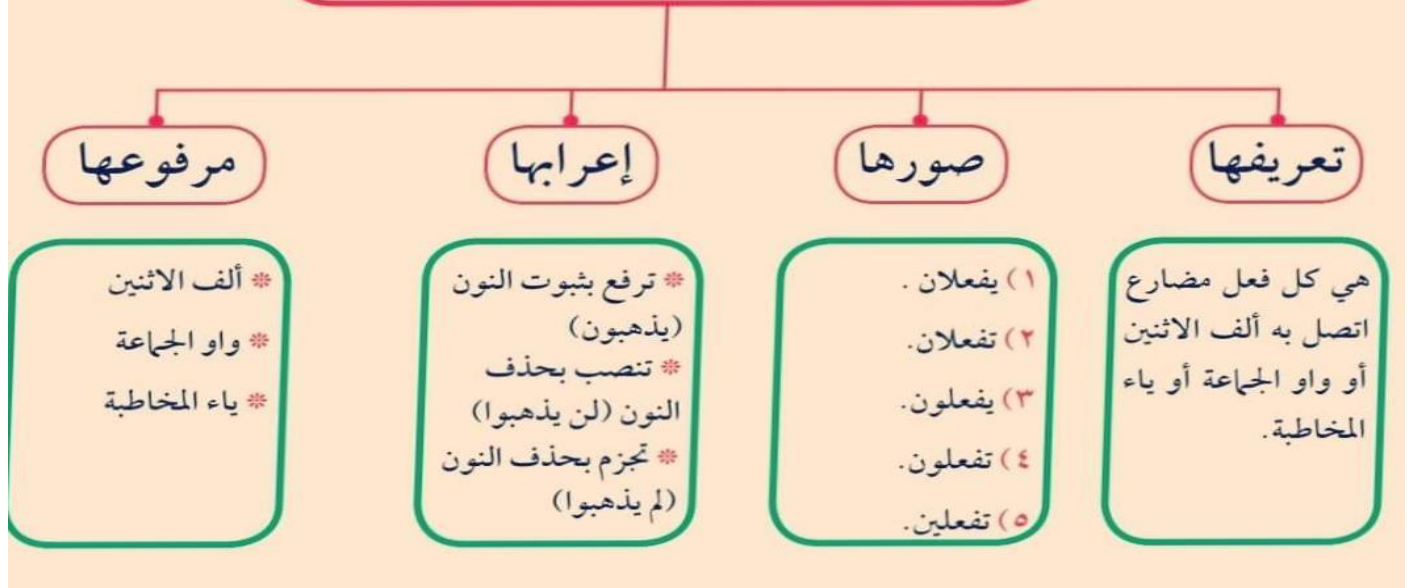 تعريفها
هي كل فعل مضارع
اتصل به ألف الاثنين
أو واو الجماعة أو ياء
المخاطبة.
صورها
١) يفعلان .
٢) تفعلان.
٣) يفعلون.
٤) تفعلون.
٥) تفعلين.
إعرابها
* ترفع بثبوت النون
(يذهبون)
* تنصب بحذف
النون (لن يذهبوا)
* تجزم بحذف النون
(لم يذهبوا)
مرفوعها
* ألف الاثنين
* واو الجماعة
* ياء المخاطبة